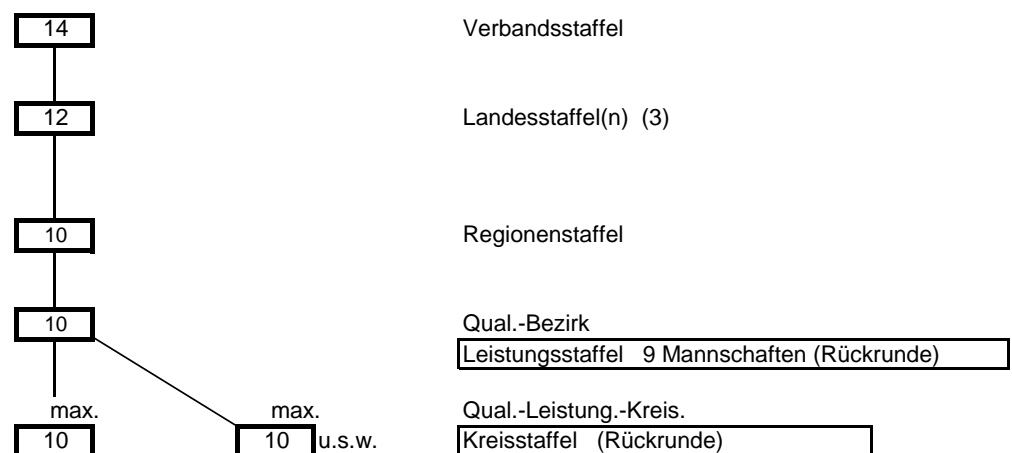 14 Verbandsstaffel
12 Landesstaffel(n) (3)
10 Regionenstaffel
10 Qual.-Bezirk
Leistungsstaffel 9 Mannschaften (Rückrunde)
max. max. Qual.-Leistung.-Kreis.
10 10 u.s.w. Kreisstaffel (Rückrunde)